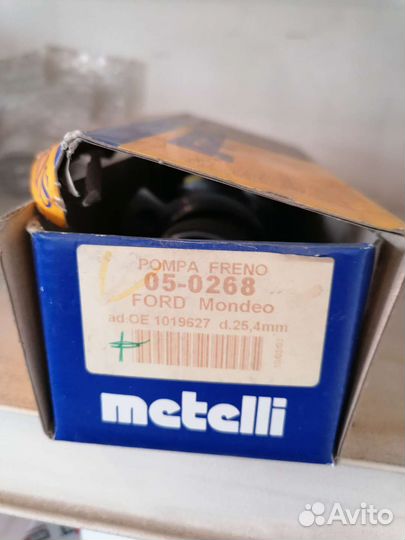 POMPA FRENO
05-0268
FORD Mondeo
ad.OE 1019627 d.25,4mm
metelli
Avito